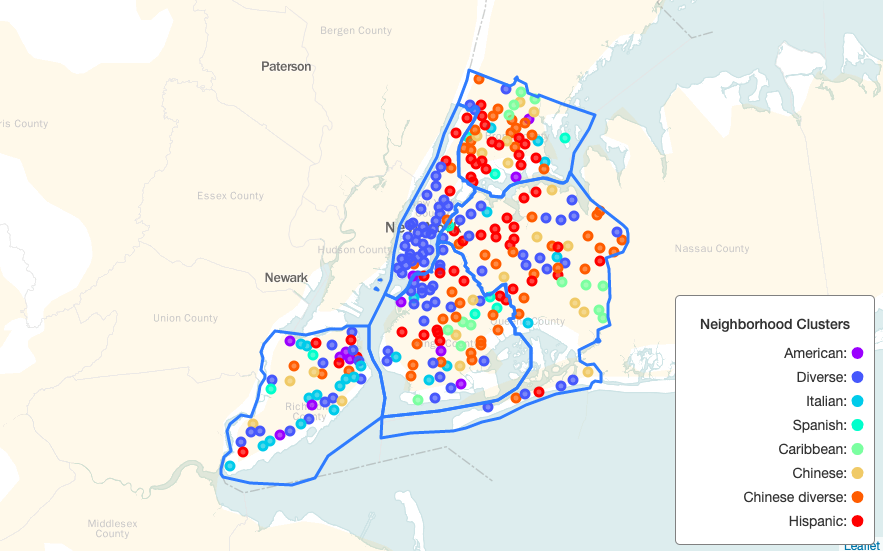 Bergen County
Paterson
ris County
Essex County
Ne
Hudson County
Nassau County
Newark
Union County
County
Neighborhood Clusters
American:
Diverse:
Italian:
Spanish:
Caribbean:
Chinese:
Chinese diverse:
Hispanic:
Rich
County
Middlesex
County
Leaflet